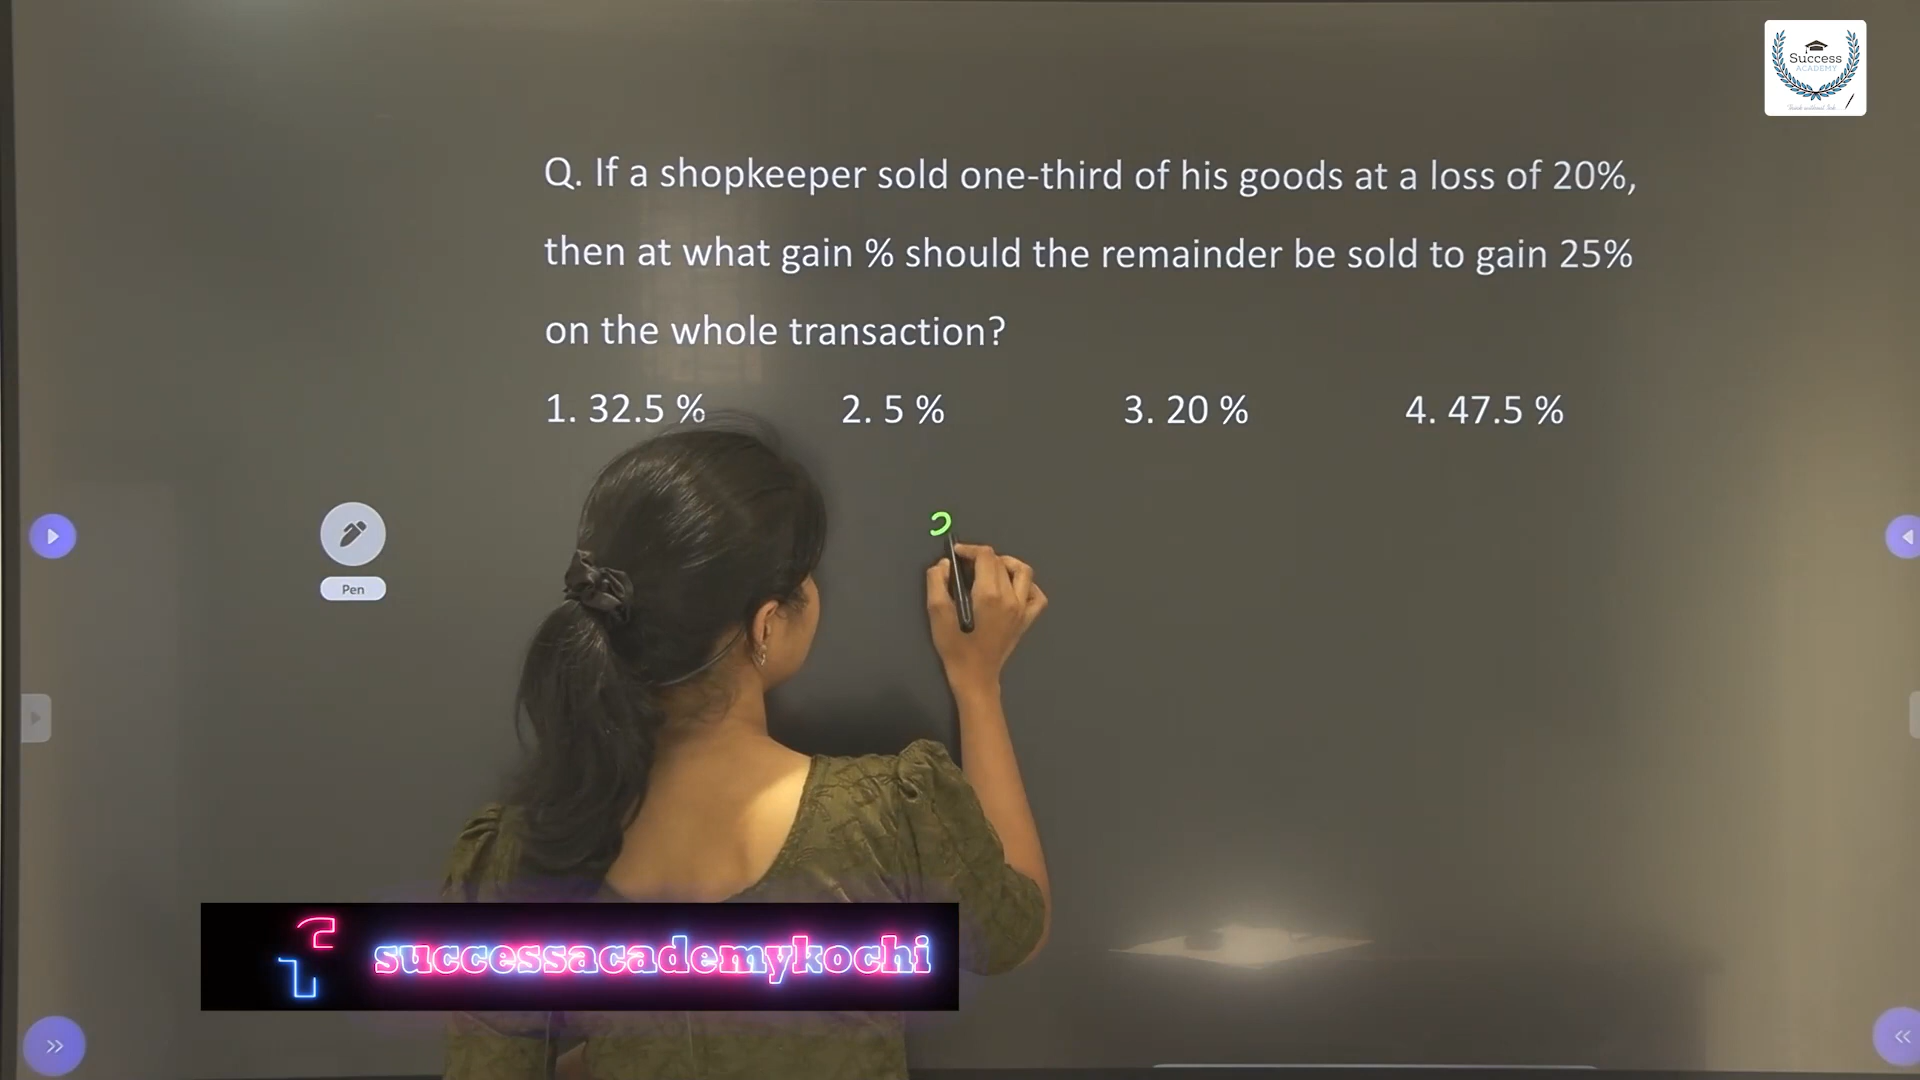 Success
ACADEMY
Q. If a shopkeeper sold one-third of his goods at a loss of 20%,
then at what gain % should the remainder be sold to gain 25%
on the whole transaction?
1. 32.5 % 2. 5 % 3. 20 % 4. 47.5 %
Pen
successacademykochi